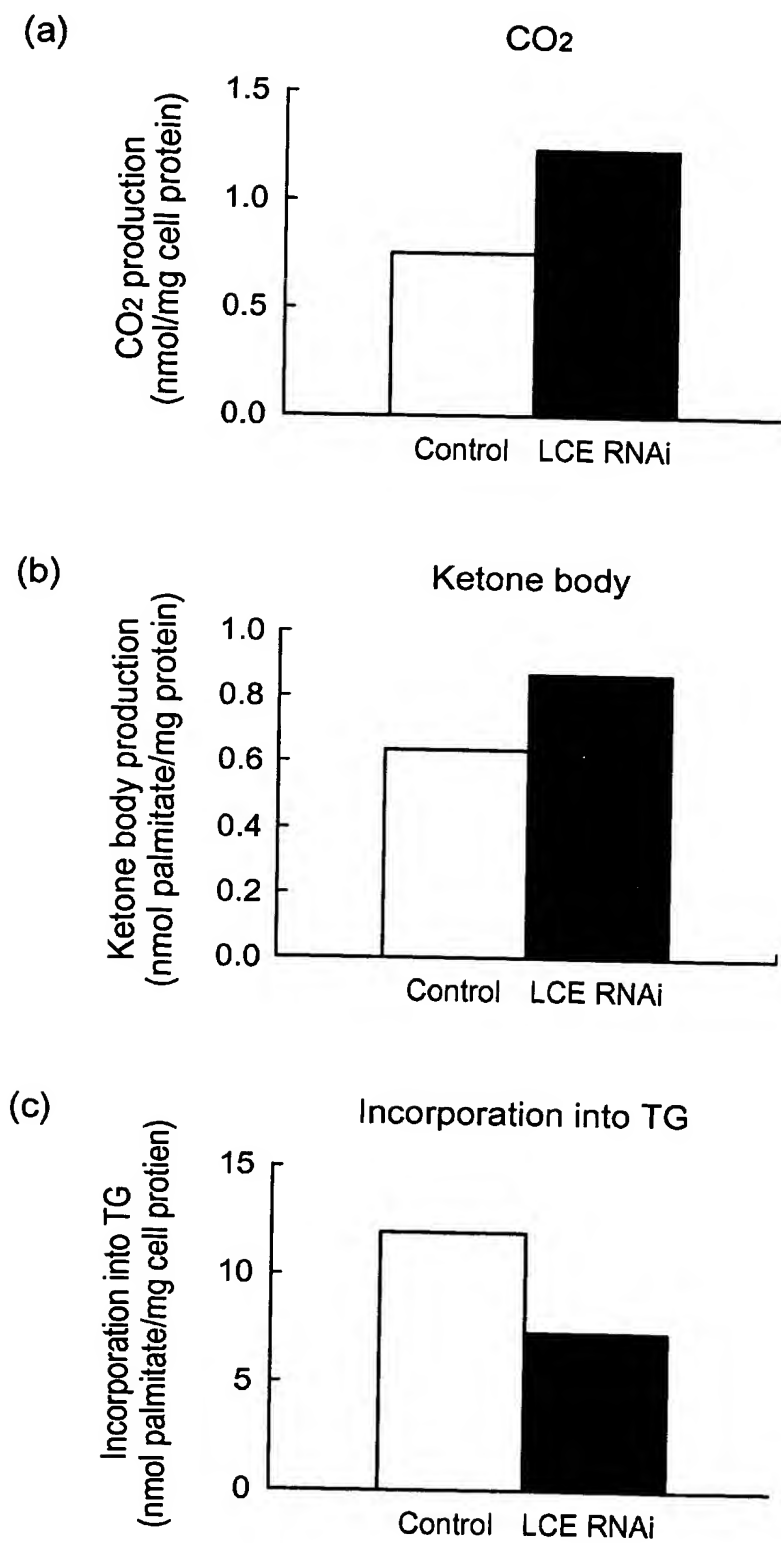 (a)
CO2
CO2 production
(nmol/mg cell protein)
1.5
1.0
0.5
0.0
Control LCE RNAi
(b)
Ketone body
Ketone body production
(nmol palmitate/mg protein)
1.0
0.8
0.6
0.4
0.2
0.0
Control LCE RNAi
(c)
Incorporation into TG
Incorporation into TG
(nmol palmitate/mg cell protien)
15
10
5
0
Control LCE RNAi